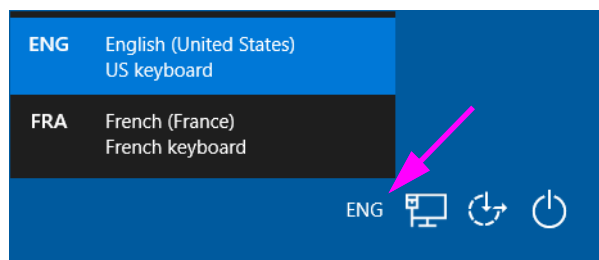 ENG English (United States)
US keyboard
FRA French (France)
French keyboard
ENG